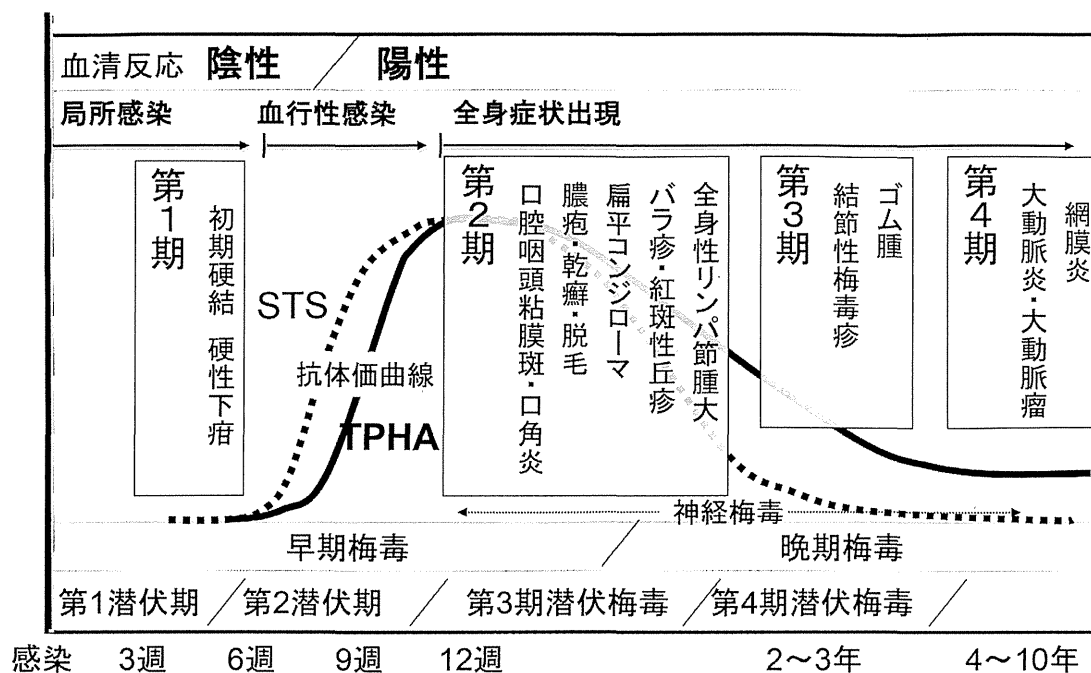 血清反応 陰性 / 陽性
局所感染 血行性感染 全身症状出現
第1期
初期硬結 硬性下疳
STS
抗体価曲線
TPHA
第2期
口腔咽頭粘膜斑・口角炎
膿疱・乾癬・脱毛
扁平コンジローマ
バラ疹・紅斑性丘疹
全身性リンパ節腫大
第3期
結節性梅毒疹
ゴム腫
第4期
大動脈炎・大動脈瘤
網膜炎
神経梅毒
早期梅毒 / 晩期梅毒
第1潜伏期 / 第2潜伏期 / 第3期潜伏梅毒 / 第4期潜伏梅毒 /
感染 3週 6週 9週 12週 2〜3年 4〜10年